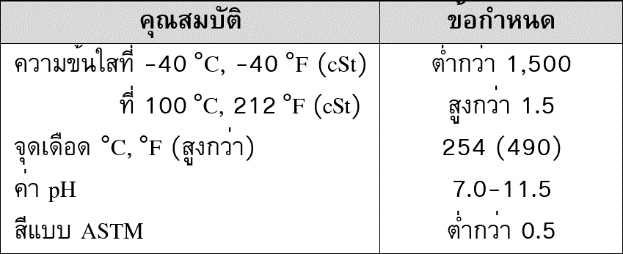 คุณสมบัติ ข้อกำหนด
ความข้นใสที่ -40 °C, -40 °F (cSt) ต่ำกว่า 1,500
ที่ 100 °C, 212 °F (cSt) สูงกว่า 1.5
จุดเดือด °C, °F (สูงกว่า) 254 (490)
ค่า pH 7.0-11.5
สีแบบ ASTM ต่ำกว่า 0.5